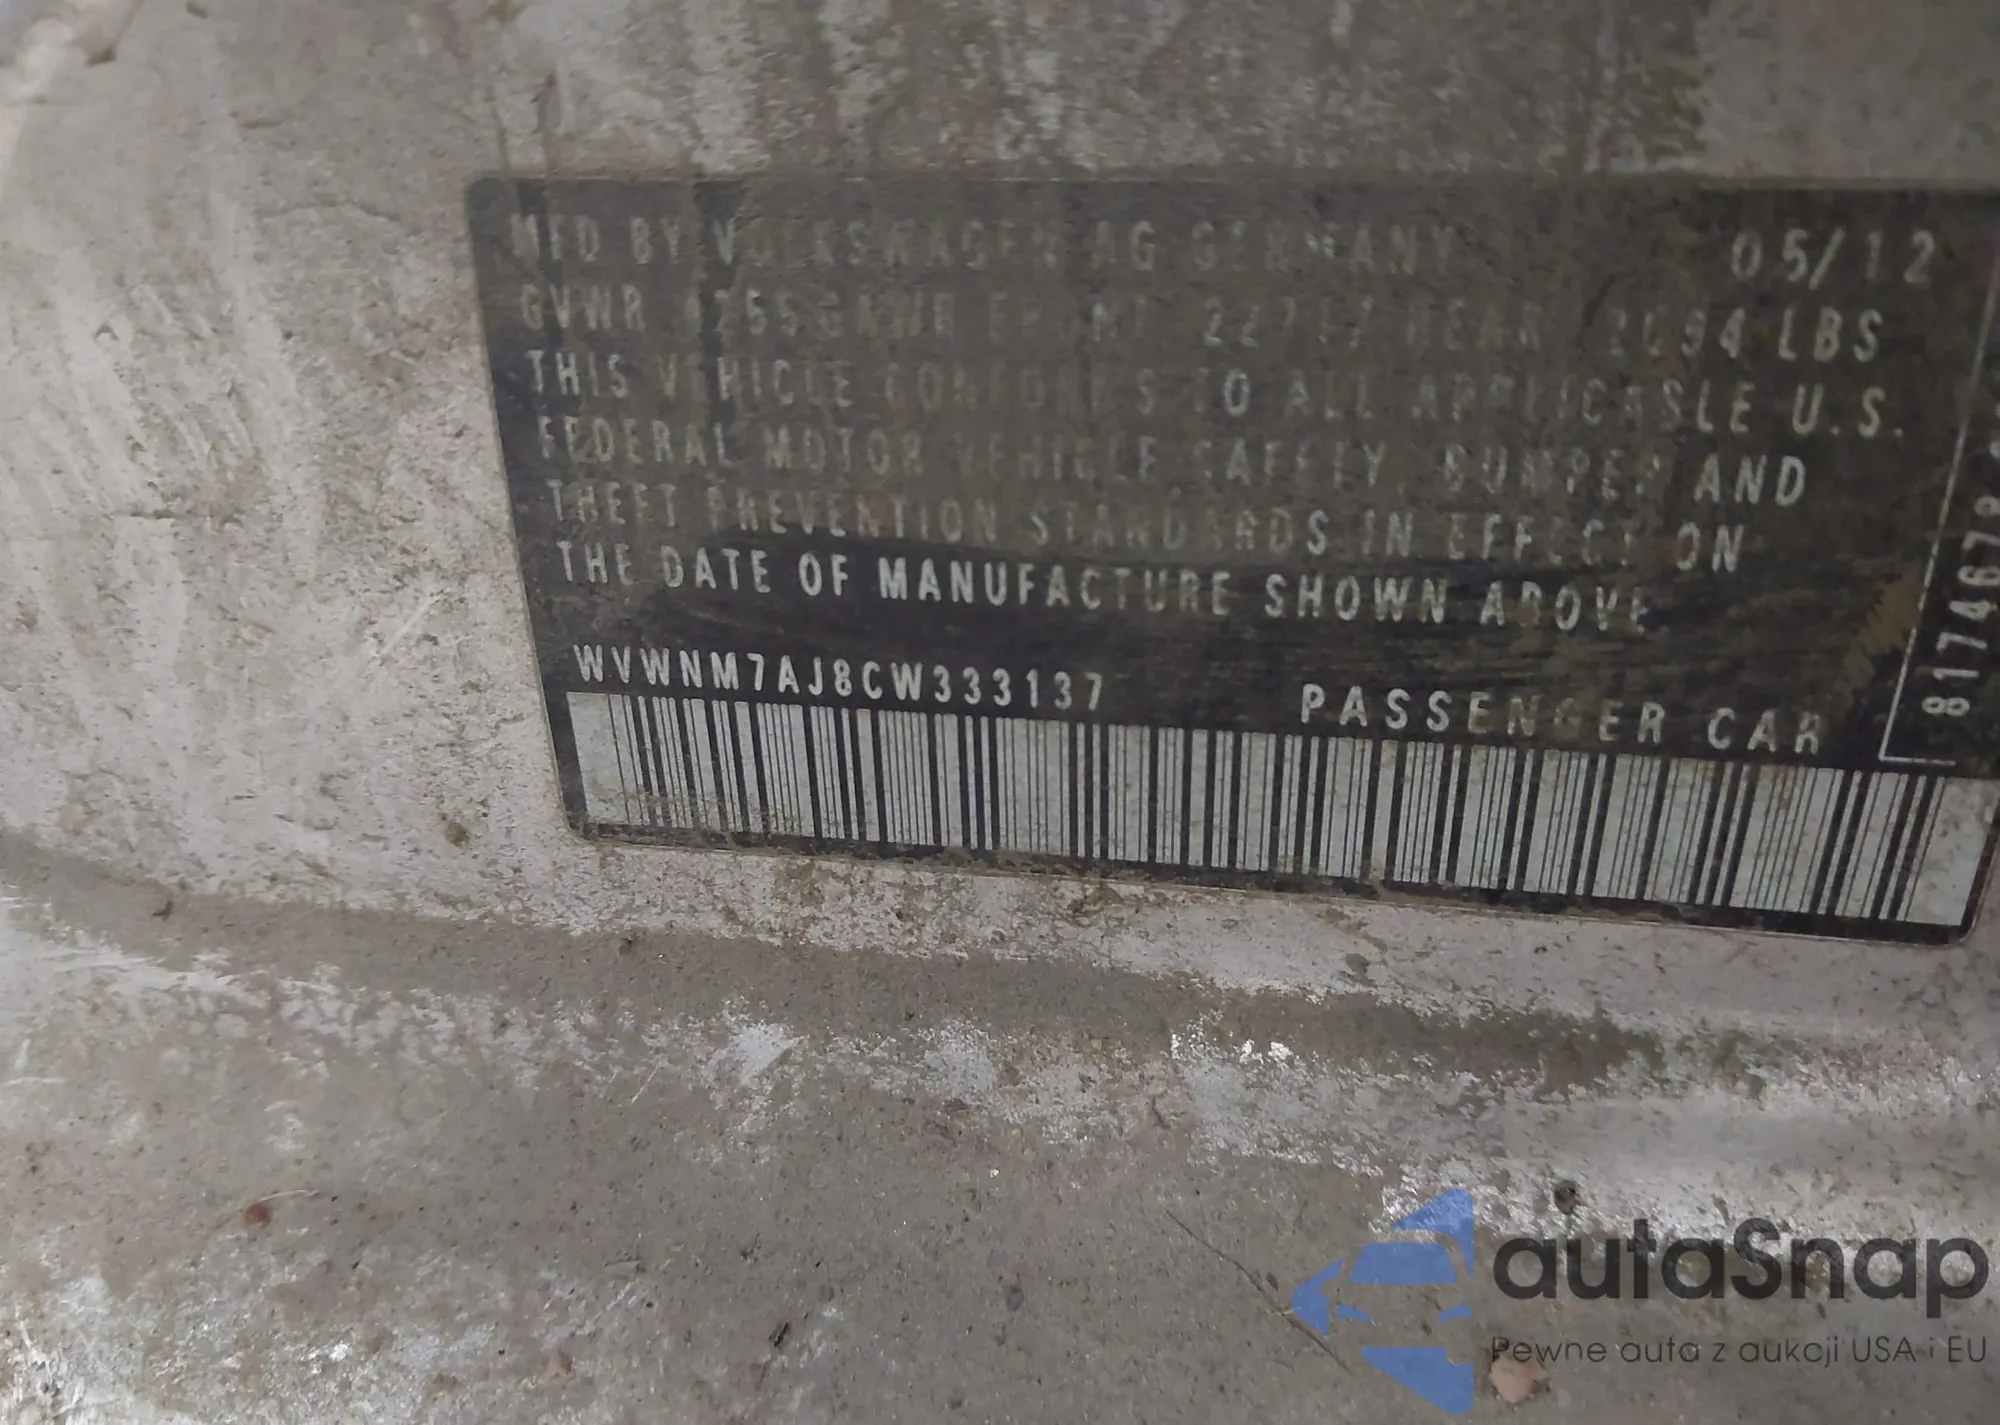 MFD BY VOLKSWAGEN AG GERMANY 05/12
GVWR GAWR FRONT REAR LBS
THIS VEHICLE CONFORMS TO ALL APPLICABLE U.S.
FEDERAL MOTOR VEHICLE SAFETY, BUMPER AND
THEFT PREVENTION STANDARDS IN EFFECT ON
THE DATE OF MANUFACTURE SHOWN ABOVE
WVWNM7AJ8CW333137
PASSENGER CAR
autaSnap
Pewne auta z aukcji USA i EU